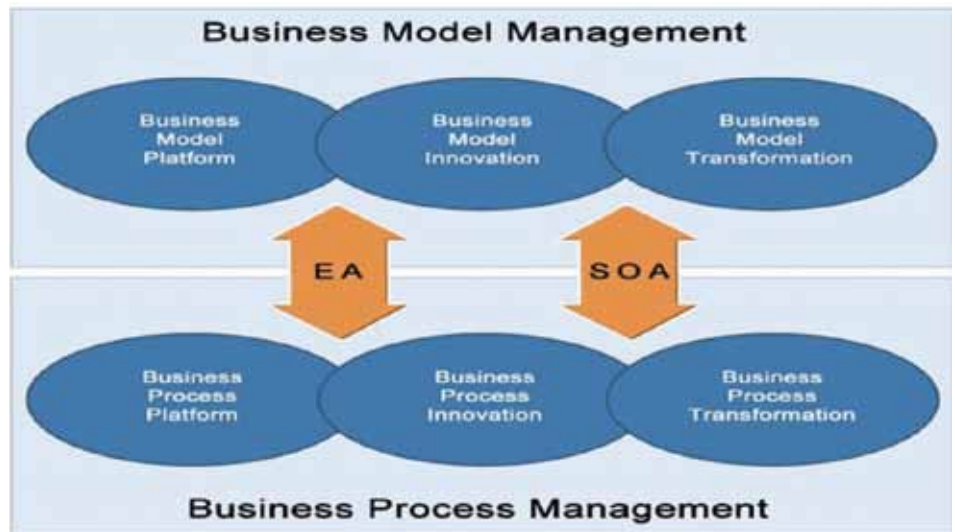 Business Model Management
Business
Model
Platform
Business
Model
Innovation
Business
Model
Transformation
EA
SOA
Business
Process
Platform
Business
Process
Innovation
Business
Process
Transformation
Business Process Management